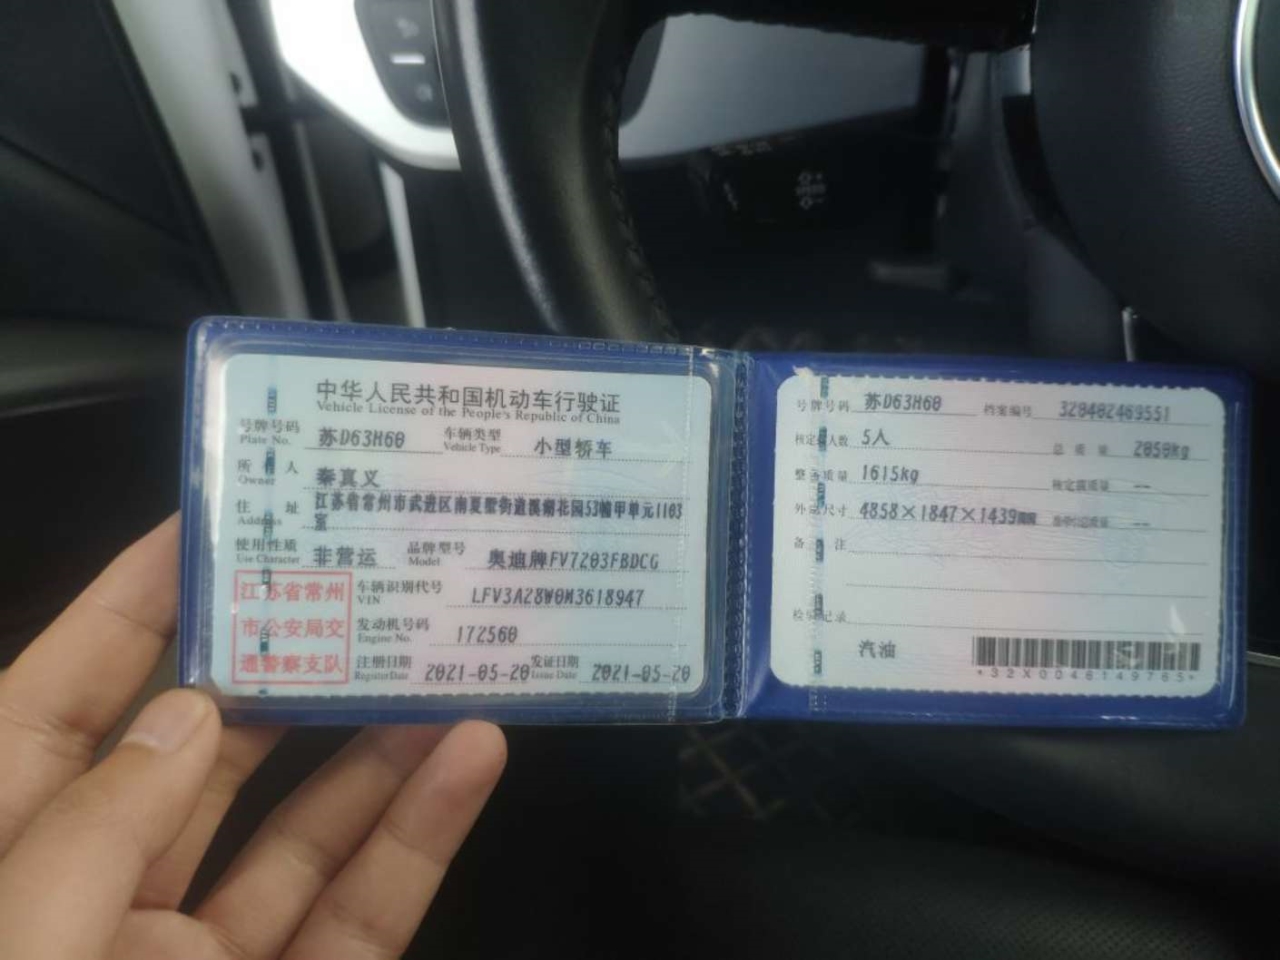 中华人民共和国机动车行驶证
Vehicle License of the People's Republic of China
号牌号码 苏D63H60 车辆类型 小型轿车
Plate No. Vehicle Type
所有人 秦真义
Owner
住址 江苏省常州市武进区南夏墅街道溪湖花园53幢甲单元1103
Address 室
使用性质 非营运 品牌型号 奥迪牌FV7203FBDCG
Use Character Model
江苏省常州
市公安局交
通警察支队
车辆识别代号 LFV3A28W0M3618947
VIN
发动机号码 172560
Engine No.
注册日期 2021-05-20 发证日期 2021-05-20
Register Date Issue Date
号牌号码 苏D63H60 档案编号 320402469551
核定载人数 5人 总质量 2050kg
整备质量 1615kg 核定载质量 --
外廓尺寸 4858×1847×1439mm --
备注
检验记录
汽油
*32X0046149765*